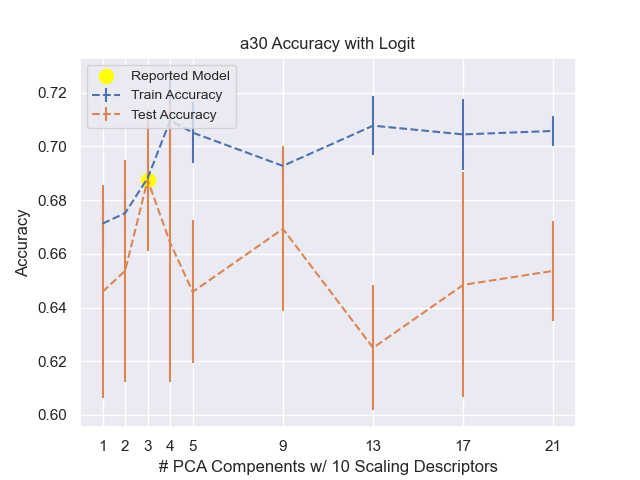 a30 Accuracy with Logit
Reported Model
Train Accuracy
Test Accuracy
Accuracy
0.72
0.70
0.68
0.66
0.64
0.62
0.60
1 2 3 4 5 9 13 17 21
# PCA Compenents w/ 10 Scaling Descriptors